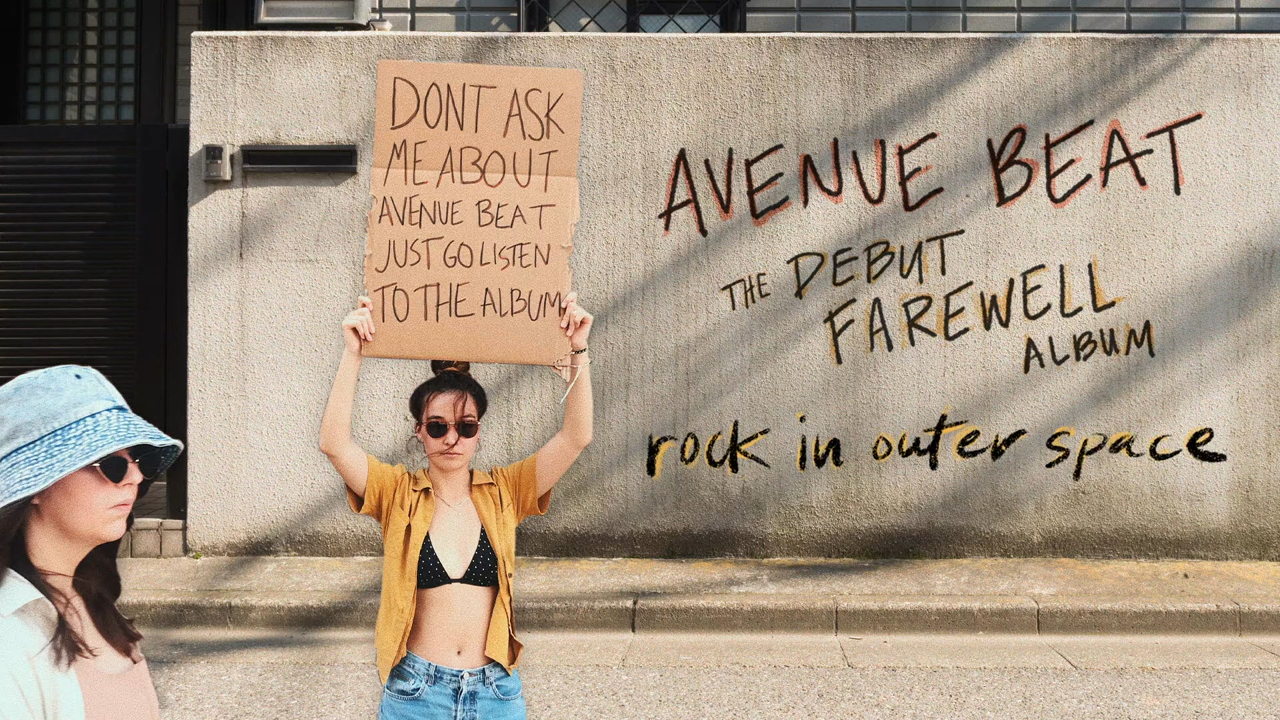 DONT ASK
ME ABOUT
AVENUE BEAT
JUST GO LISTEN
TO THE ALBUM
AVENUE BEAT
THE DEBUT
FAREWELL
ALBUM
rock in outer space